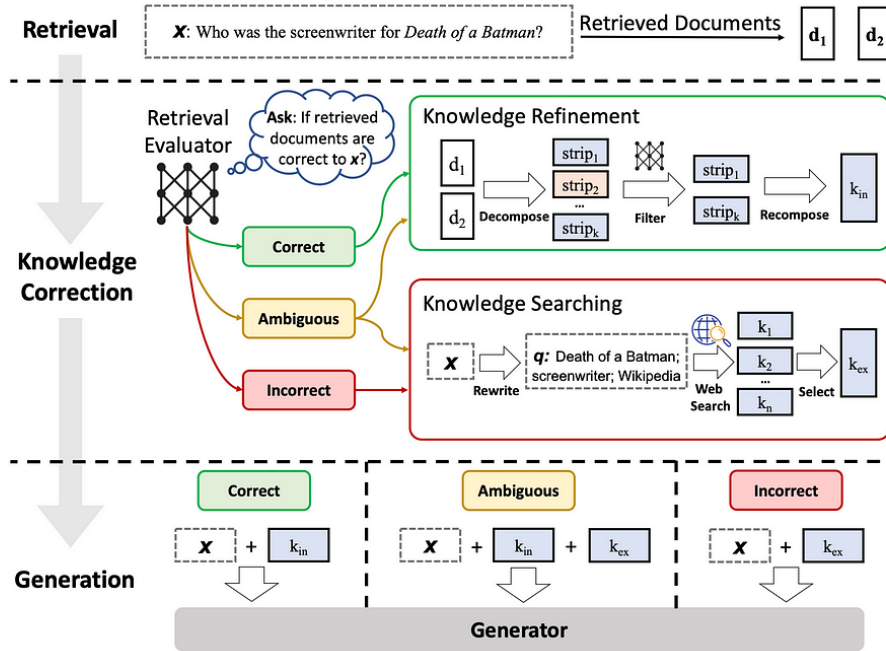 Retrieval
x: Who was the screenwriter for Death of a Batman?
Retrieved Documents
d1
d2
Retrieval
Evaluator
Ask: If retrieved
documents are
correct to x?
Knowledge
Correction
Correct
Ambiguous
Incorrect
Knowledge Refinement
d1
d2
Decompose
strip1
strip2
...
stripk
Filter
strip1
stripk
Recompose
kin
Knowledge Searching
x
Rewrite
q: Death of a Batman;
screenwriter; Wikipedia
Web
Search
k1
k2
...
kn
Select
kex
Generation
Correct
Ambiguous
Incorrect
x + kin
x + kin + kex
x + kex
Generator